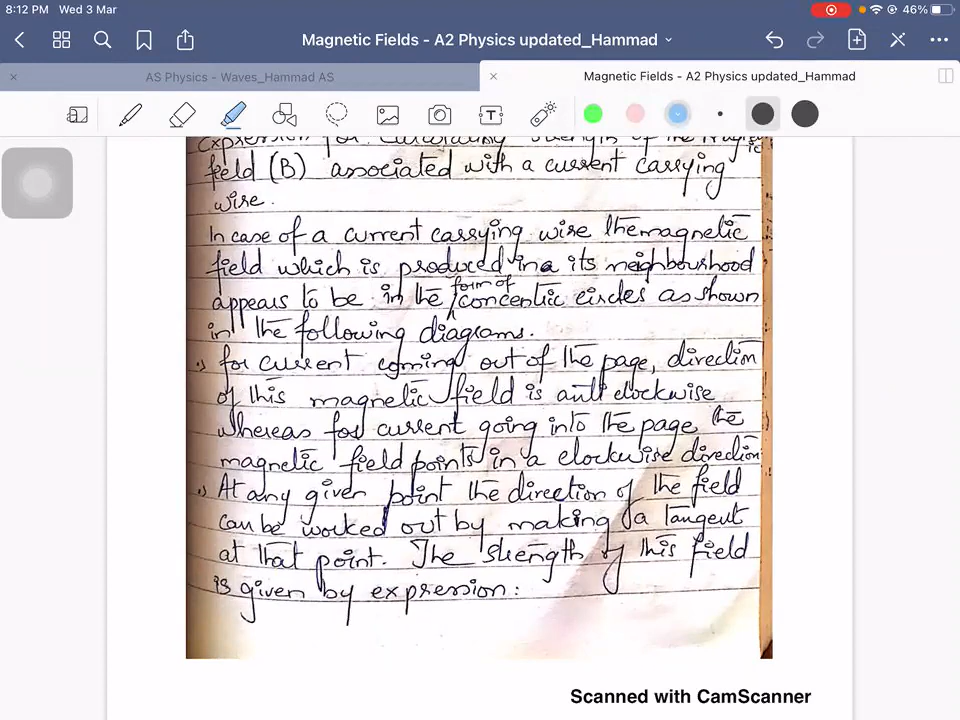 8:12 PM Wed 3 Mar
46%
Magnetic Fields - A2 Physics updated_Hammad
AS Physics - Waves_Hammad AS
Magnetic Fields - A2 Physics updated_Hammad
Expression for calculating strength of the
field (B) associated with a current carrying
wire.
In case of a current carrying wire the magnetic
field which is produced in a its neighbourhood
form of
appears to be in the concentric circles as shown
in the following diagrams.
for current coming out of the page, direction
of this magnetic field is anti clockwise
whereas for current going into the page the
magnetic field points in a clockwise direction
At any given point the direction of the field
can be worked out by making a tangent
at that point. The strength of this field
is given by expression:
Scanned with CamScanner